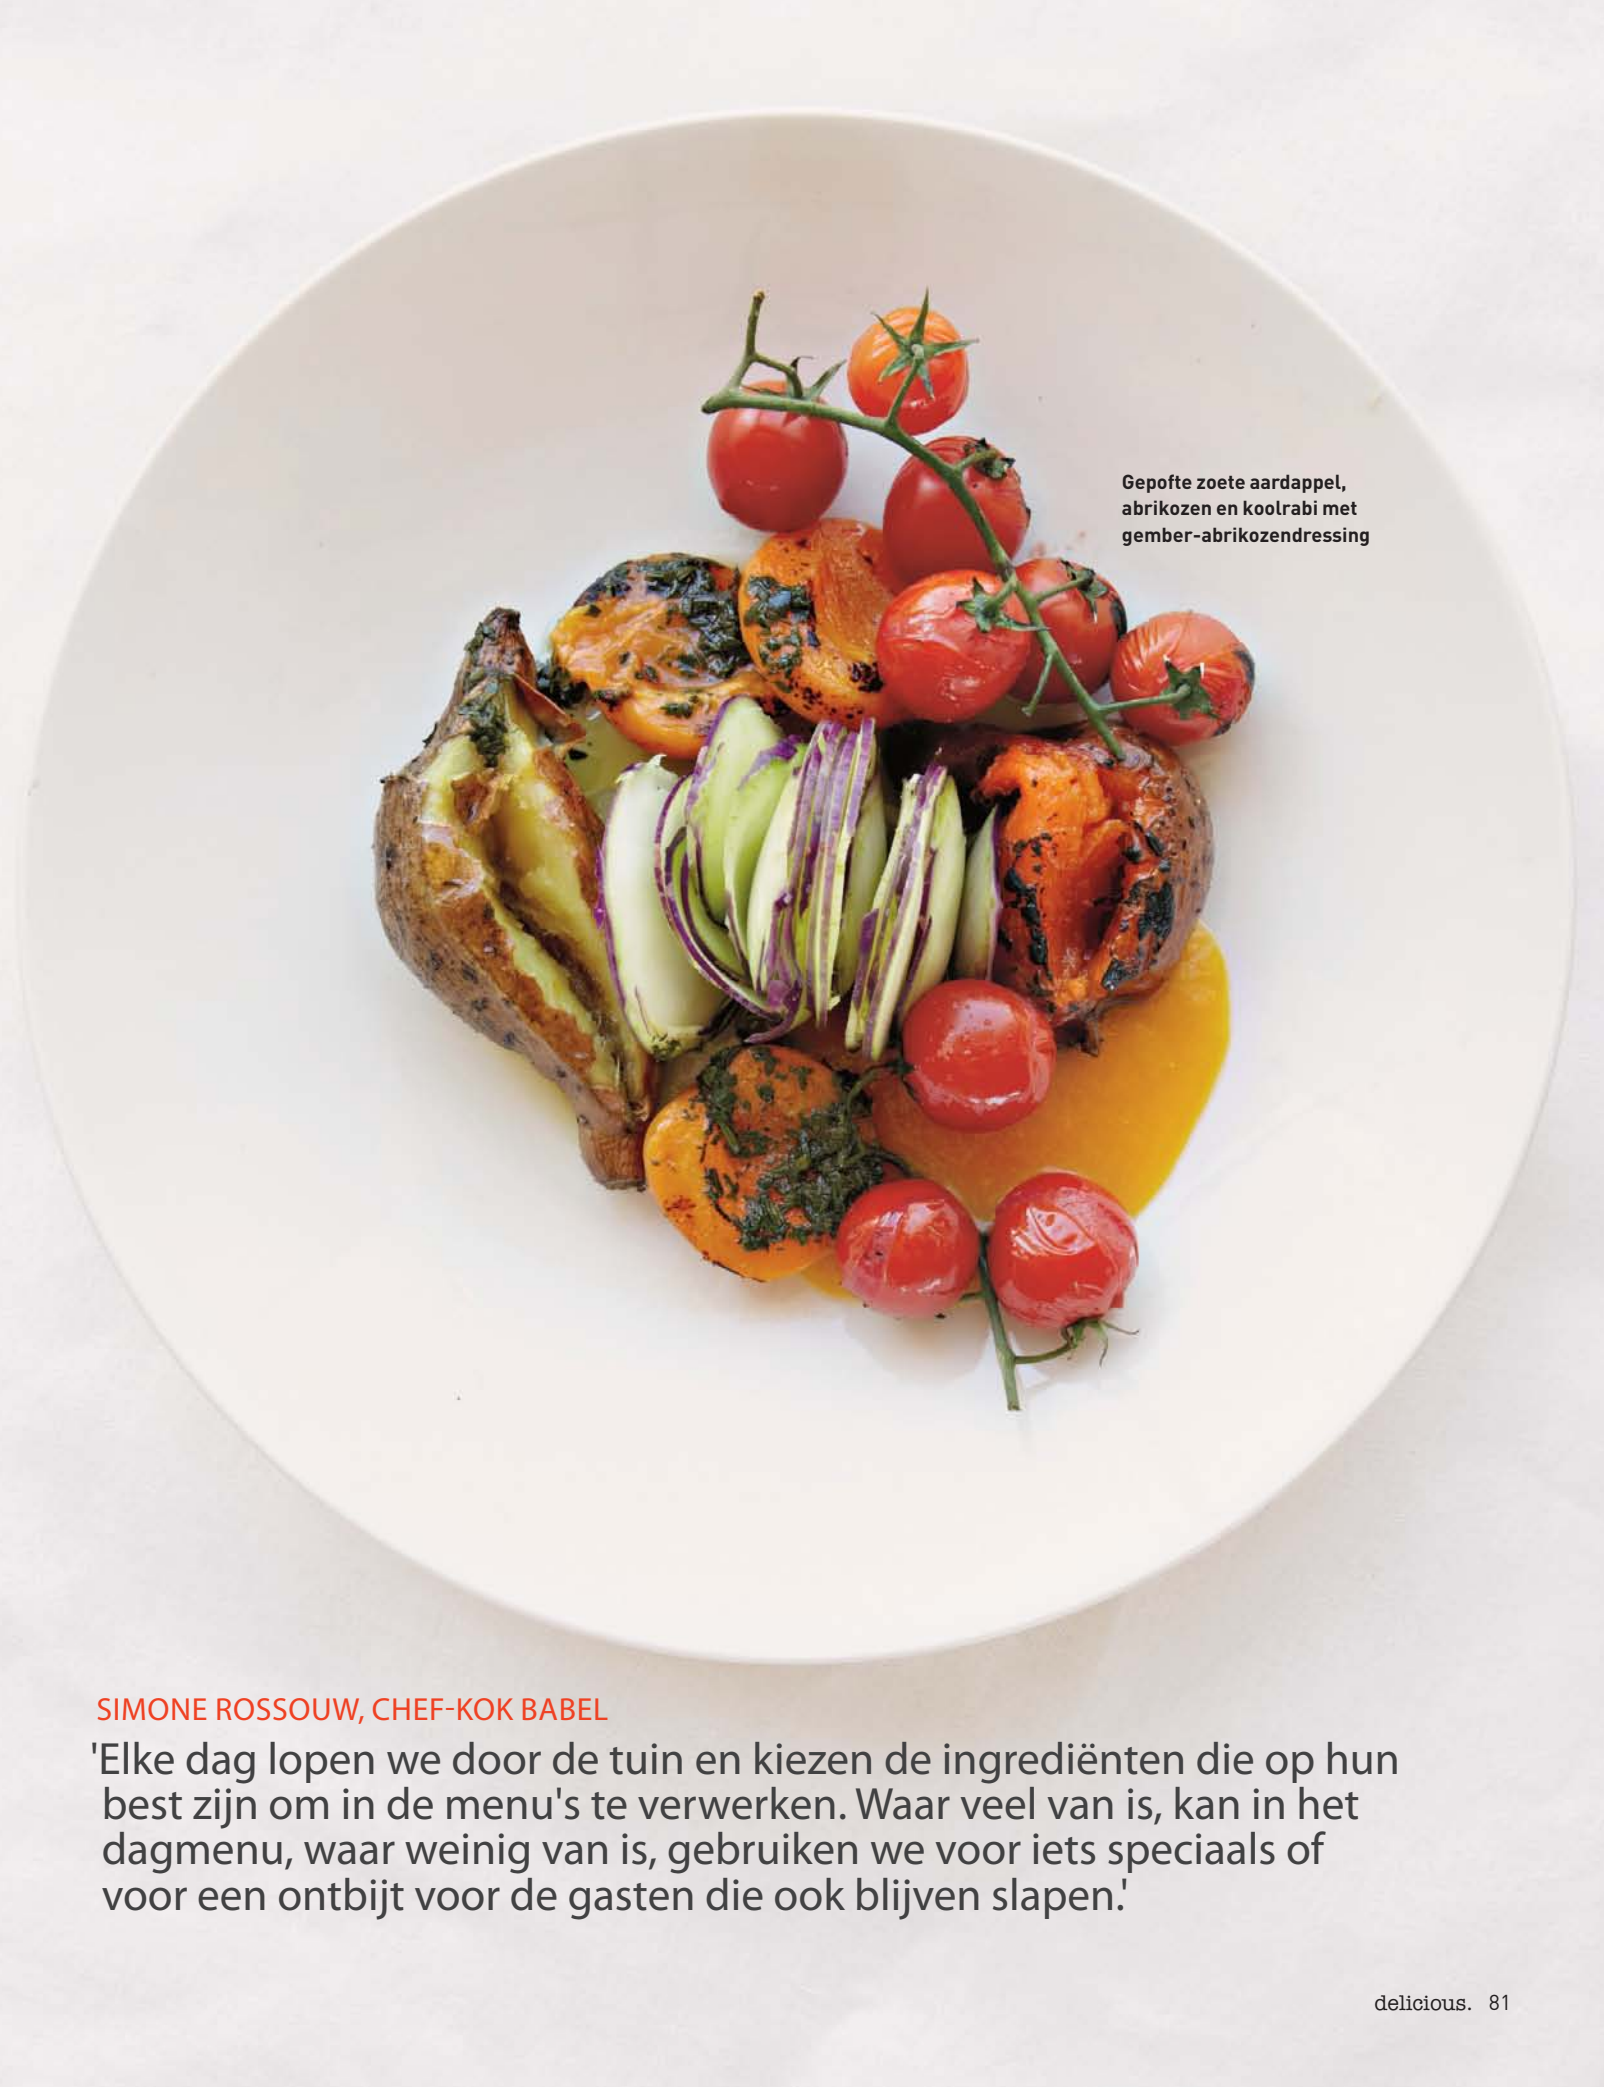 Gepofte zoete aardappel,
abrikozen en koolrabi met
gember-abrikozendressing
SIMONE ROSSOUW, CHEF-KOK BABEL
'Elke dag lopen we door de tuin en kiezen de ingrediënten die op hun
best zijn om in de menu's te verwerken. Waar veel van is, kan in het
dagmenu, waar weinig van is, gebruiken we voor iets speciaals of
voor een ontbijt voor de gasten die ook blijven slapen.'
delicious. 81